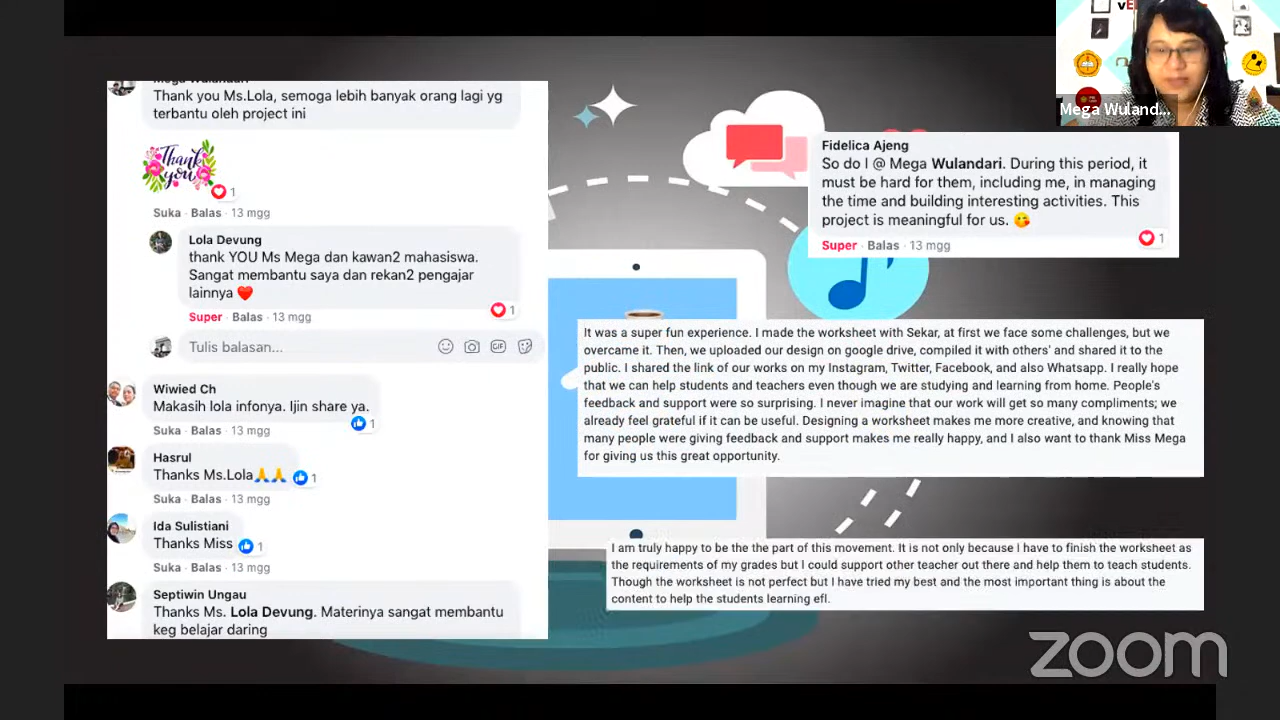 Mega Wulandari
Thank you Ms.Lola, semoga lebih banyak orang lagi yg
terbantu oleh project ini
Thank
you
1
Suka · Balas · 13 mgg
Lola Devung
thank YOU Ms Mega dan kawan2 mahasiswa.
Sangat membantu saya dan rekan2 pengajar
lainnya ❤️
1
Super · Balas · 13 mgg
Tulis balasan...
GIF
Wiwied Ch
Makasih lola infonya. Ijin share ya.
1
Suka · Balas · 13 mgg
Hasrul
Thanks Ms.Lola🙏🙏
1
Suka · Balas · 13 mgg
Ida Sulistiani
Thanks Miss
1
Suka · Balas · 13 mgg
Septiwin Ungau
Thanks Ms. Lola Devung. Materinya sangat membantu
keg belajar daring
Mega Wuland...
Fidelica Ajeng
So do I @ Mega Wulandari. During this period, it
must be hard for them, including me, in managing
the time and building interesting activities. This
project is meaningful for us. 😋
1
Super · Balas · 13 mgg
It was a super fun experience. I made the worksheet with Sekar, at first we face some challenges, but we
overcame it. Then, we uploaded our design on google drive, compiled it with others' and shared it to the
public. I shared the link of our works on my Instagram, Twitter, Facebook, and also Whatsapp. I really hope
that we can help students and teachers even though we are studying and learning from home. People's
feedback and support were so surprising. I never imagine that our work will get so many compliments; we
already feel grateful if it can be useful. Designing a worksheet makes me more creative, and knowing that
many people were giving feedback and support makes me really happy, and I also want to thank Miss Mega
for giving us this great opportunity.
I am truly happy to be the the part of this movement. It is not only because I have to finish the worksheet as
the requirements of my grades but I could support other teacher out there and help them to teach students.
Though the worksheet is not perfect but I have tried my best and the most important thing is about the
content to help the students learning efl.
zoom